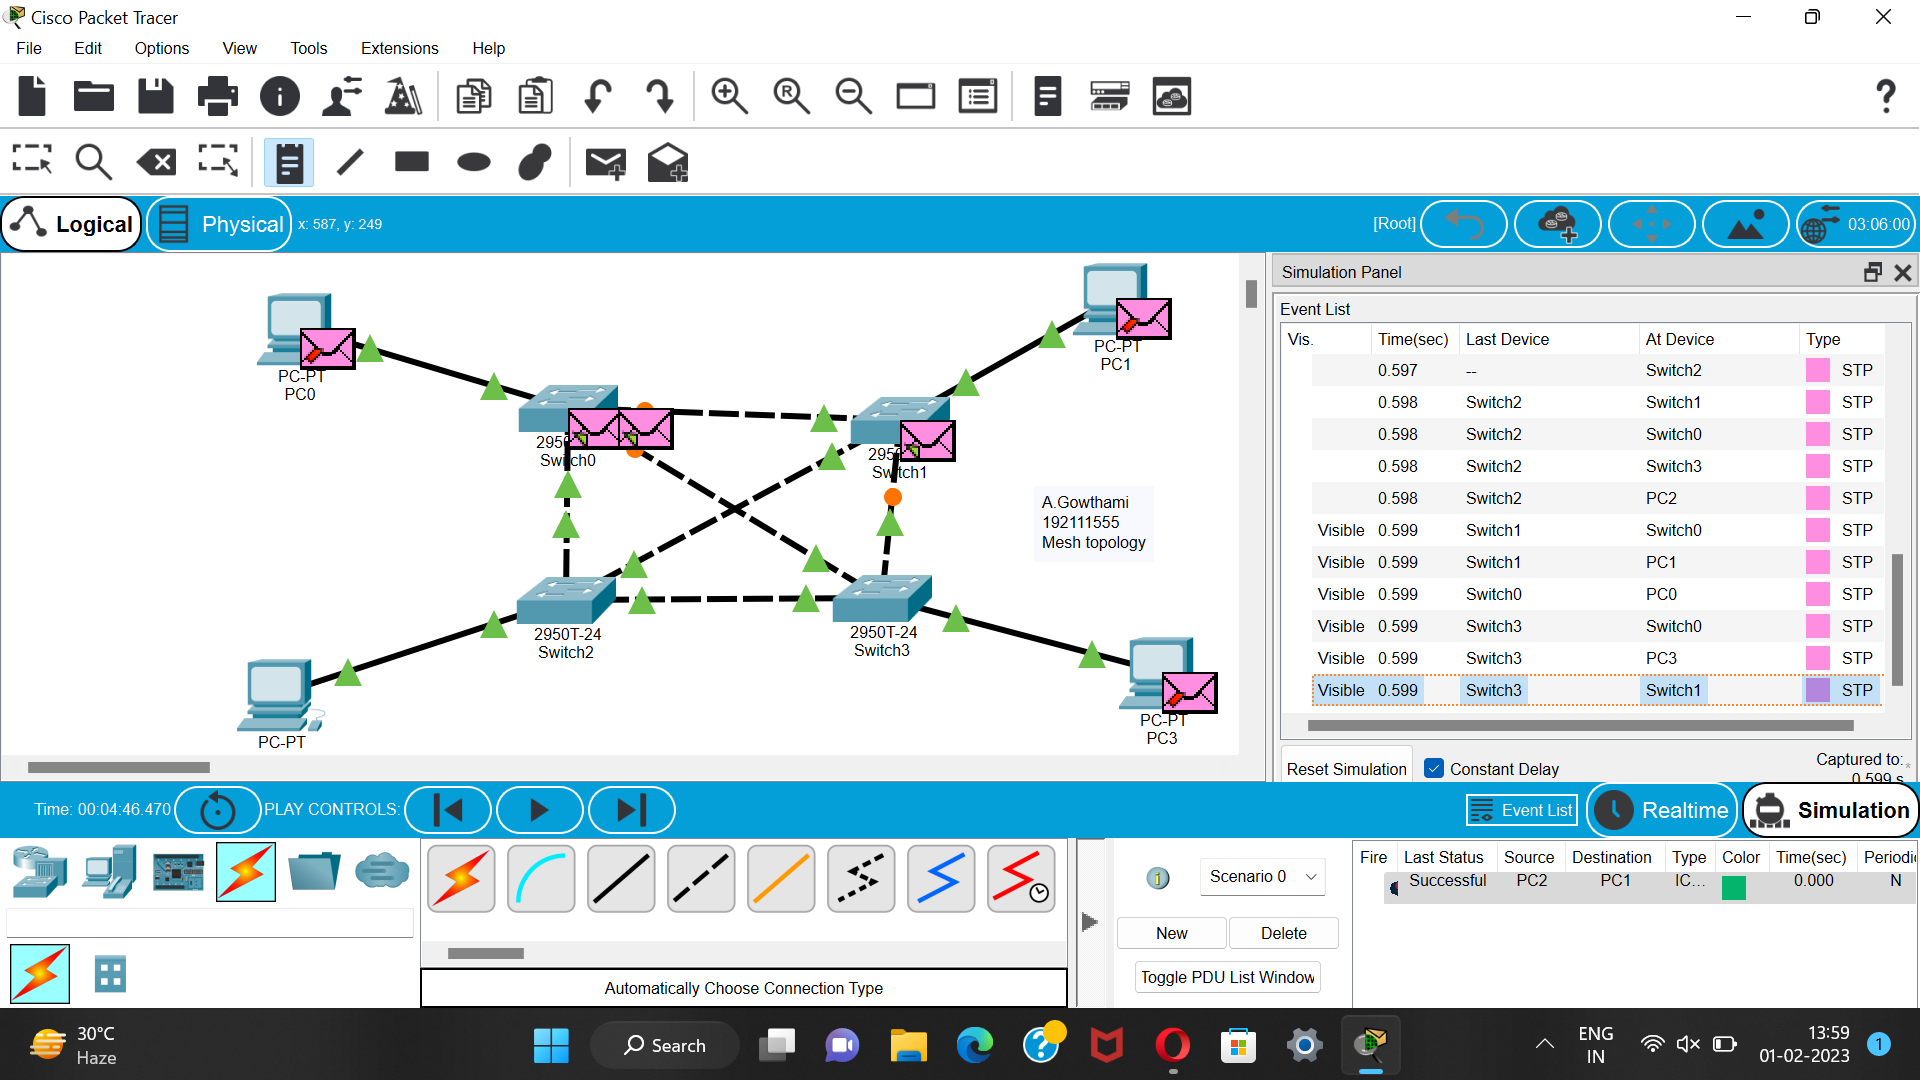 Cisco Packet Tracer
File Edit Options View Tools Extensions Help
Logical Physical x: 587, y: 249 [Root] 03:06:00
PC-PT
PC0
PC-PT
PC1
Switch0
Switch1
A.Gowthami
192111555
Mesh topology
2950T-24
Switch2
2950T-24
Switch3
PC-PT
PC-PT
PC3
Simulation Panel
Event List
Vis. Time(sec) Last Device At Device Type
0.597 -- Switch2 STP
0.598 Switch2 Switch1 STP
0.598 Switch2 Switch0 STP
0.598 Switch2 Switch3 STP
0.598 Switch2 PC2 STP
Visible 0.599 Switch1 Switch0 STP
Visible 0.599 Switch1 PC1 STP
Visible 0.599 Switch0 PC0 STP
Visible 0.599 Switch3 Switch0 STP
Visible 0.599 Switch3 PC3 STP
Visible 0.599 Switch3 Switch1 STP
Reset Simulation Constant Delay Captured to: *
0.599 s
Time: 00:04:46.470 PLAY CONTROLS: Event List Realtime Simulation
Automatically Choose Connection Type
Scenario 0
New Delete
Toggle PDU List Window
Fire Last Status Source Destination Type Color Time(sec) Periodic
Successful PC2 PC1 IC... 0.000 N
30°C
Haze
Search
ENG
IN
13:59
01-02-2023
1